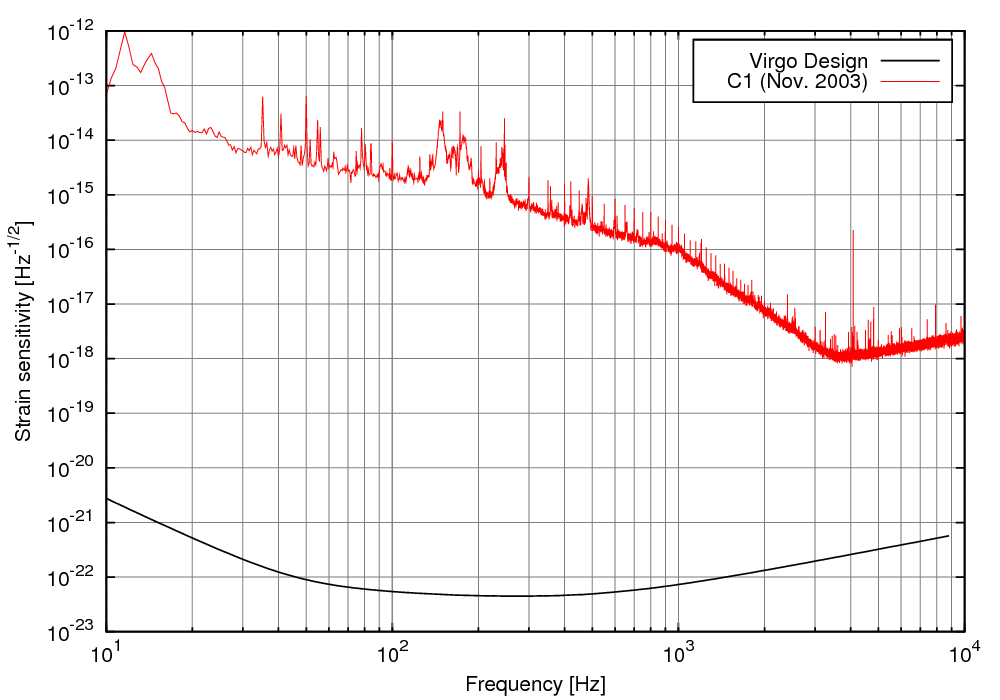 10^-12
10^-13
10^-14
10^-15
10^-16
10^-17
10^-18
10^-19
10^-20
10^-21
10^-22
10^-23
Strain sensitivity [Hz^-1/2]
Virgo Design
C1 (Nov. 2003)
10^1 10^2 10^3 10^4
Frequency [Hz]